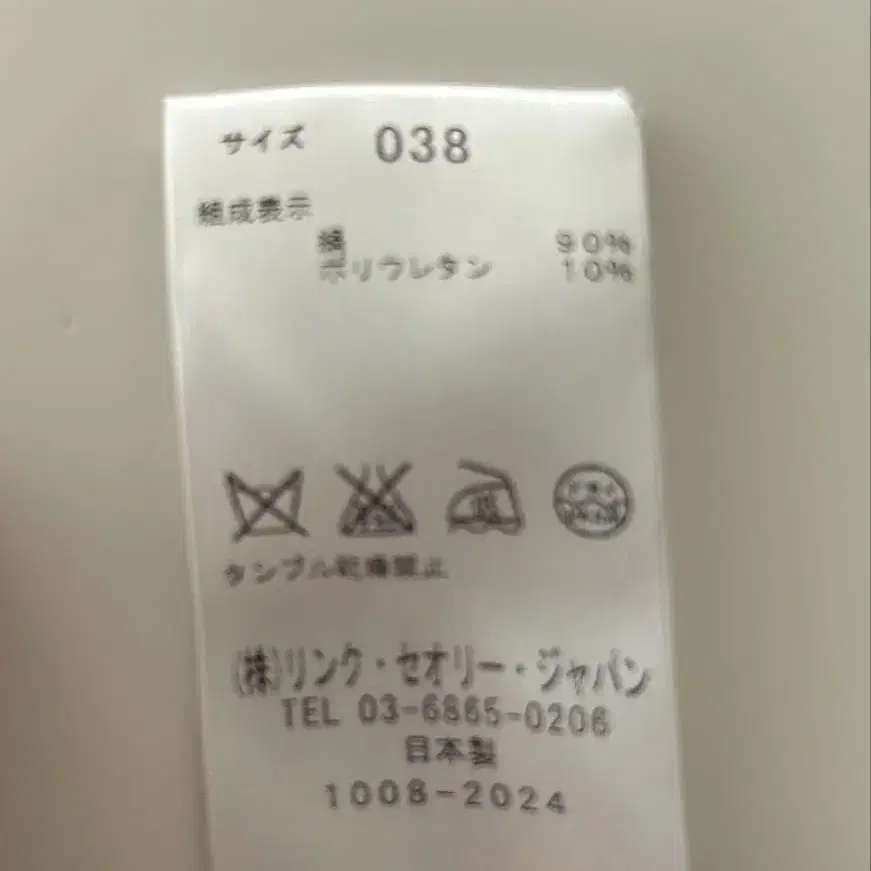 サイズ 038
組成表示
綿 90%
ポリウレタン 10%
タンブル乾燥禁止
(株)リンク・セオリー・ジャパン
TEL 03-6865-0206
日本製
1008-2024